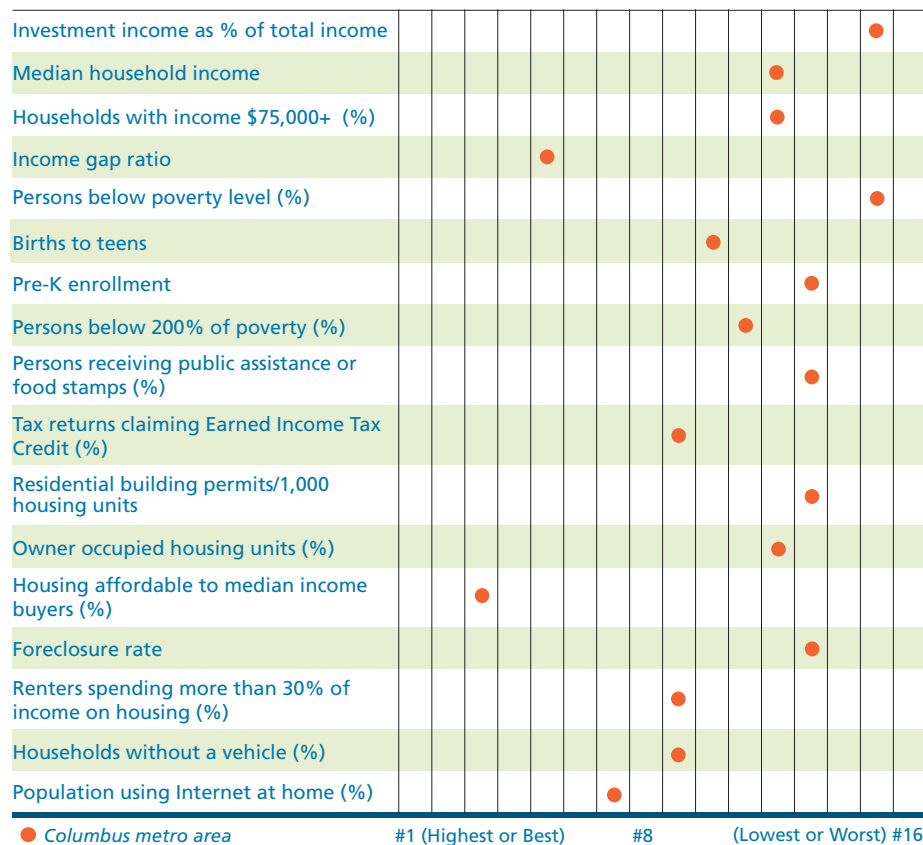 Investment income as % of total income
Median household income
Households with income $75,000+ (%)
Income gap ratio
Persons below poverty level (%)
Births to teens
Pre-K enrollment
Persons below 200% of poverty (%)
Persons receiving public assistance or
food stamps (%)
Tax returns claiming Earned Income Tax
Credit (%)
Residential building permits/1,000
housing units
Owner occupied housing units (%)
Housing affordable to median income
buyers (%)
Foreclosure rate
Renters spending more than 30% of
income on housing (%)
Households without a vehicle (%)
Population using Internet at home (%)
Columbus metro area #1 (Highest or Best) #8 (Lowest or Worst) #16